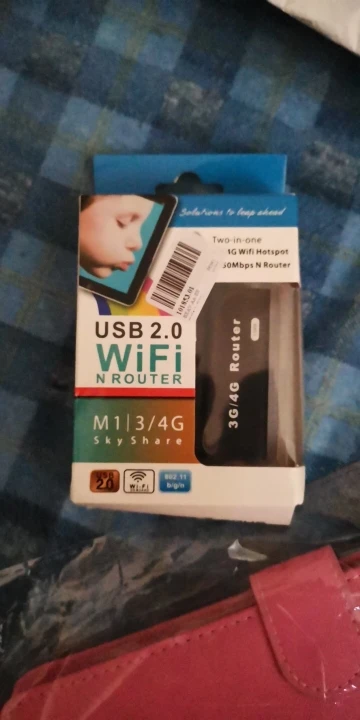 Solutions to leap ahead
Two-in-one
4G Wifi Hotspot
50Mbps N Router
USB 2.0
WiFi
N ROUTER
M1|3/4G
SkyShare
3G/4G Router
USB
2.0
Wi-Fi
802.11
b/g/n